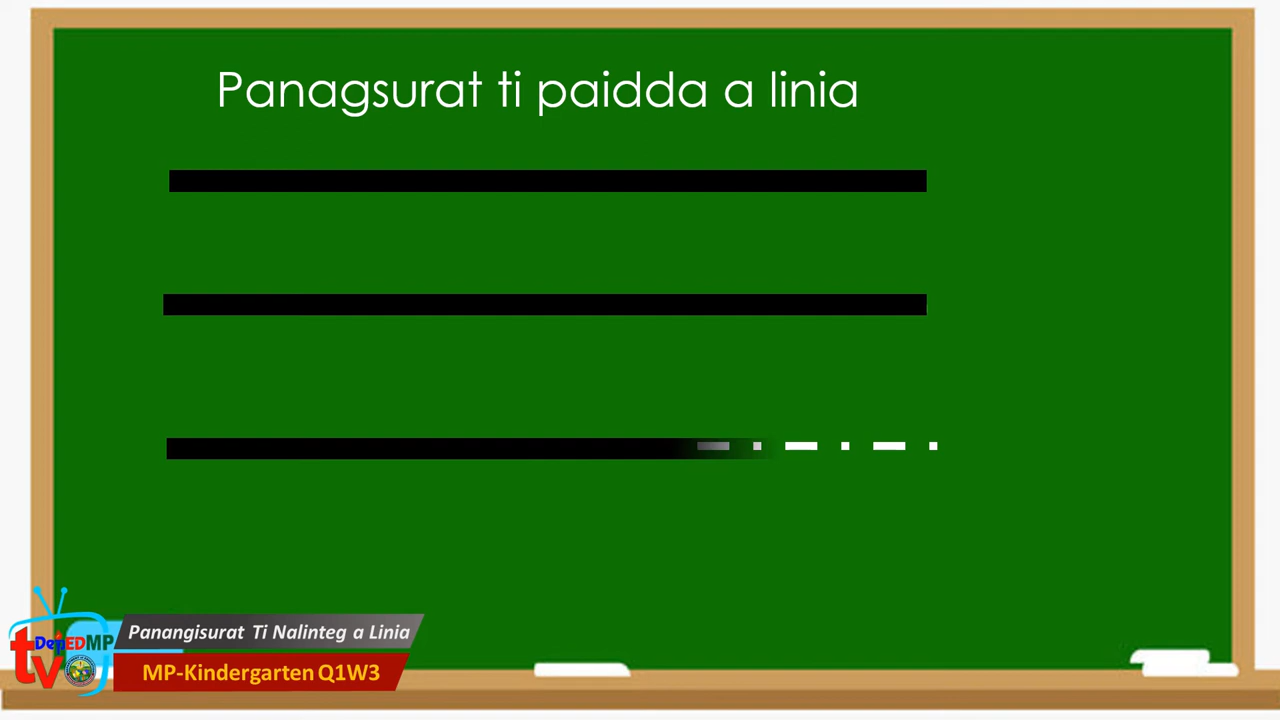 Panagsurat ti paidda a linia
Panangisurat Ti Nalinteg a Linia
DepEDMP
tv
MP-Kindergarten Q1W3